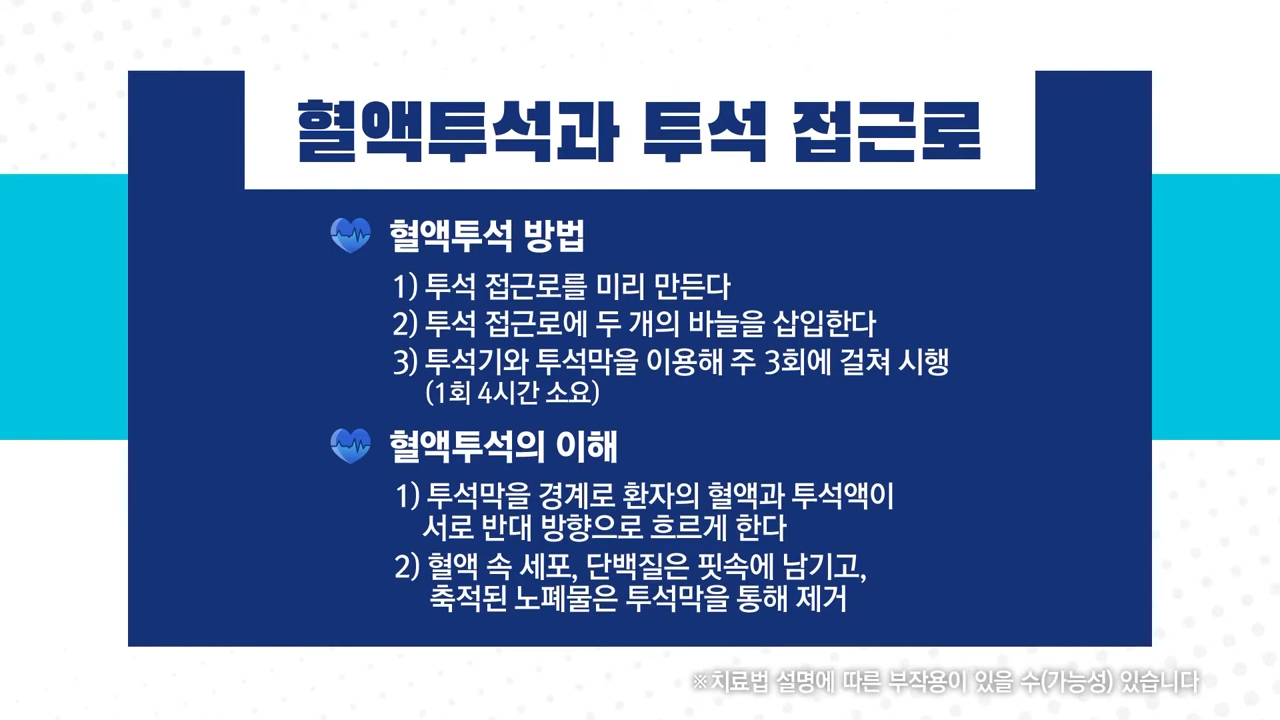 혈액투석과 투석 접근로
혈액투석 방법
1) 투석 접근로를 미리 만든다
2) 투석 접근로에 두 개의 바늘을 삽입한다
3) 투석기와 투석막을 이용해 주 3회에 걸쳐 시행
(1회 4시간 소요)
혈액투석의 이해
1) 투석막을 경계로 환자의 혈액과 투석액이
서로 반대 방향으로 흐르게 한다
2) 혈액 속 세포, 단백질은 핏속에 남기고,
축적된 노폐물은 투석막을 통해 제거
※치료법 설명에 따른 부작용이 있을 수(가능성) 있습니다